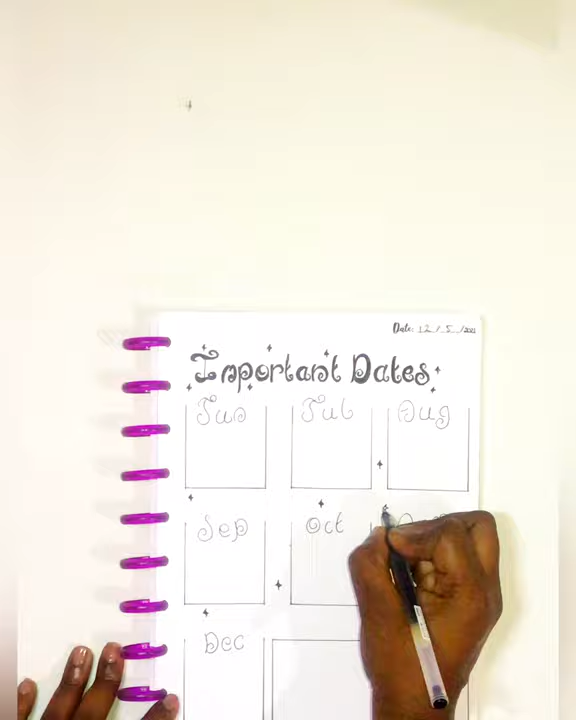 Date: 12 / 5 /2021
Important Dates
Jun Jul Aug
Sep Oct
Dec